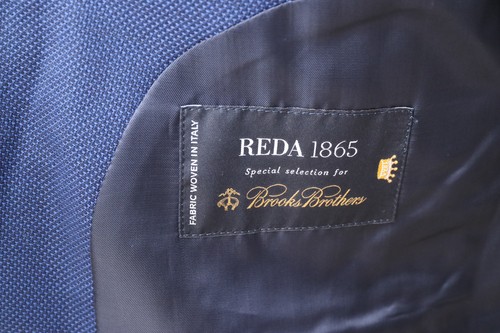 FABRIC WOVEN IN ITALY
REDA 1865
Special selection for
Brooks Brothers